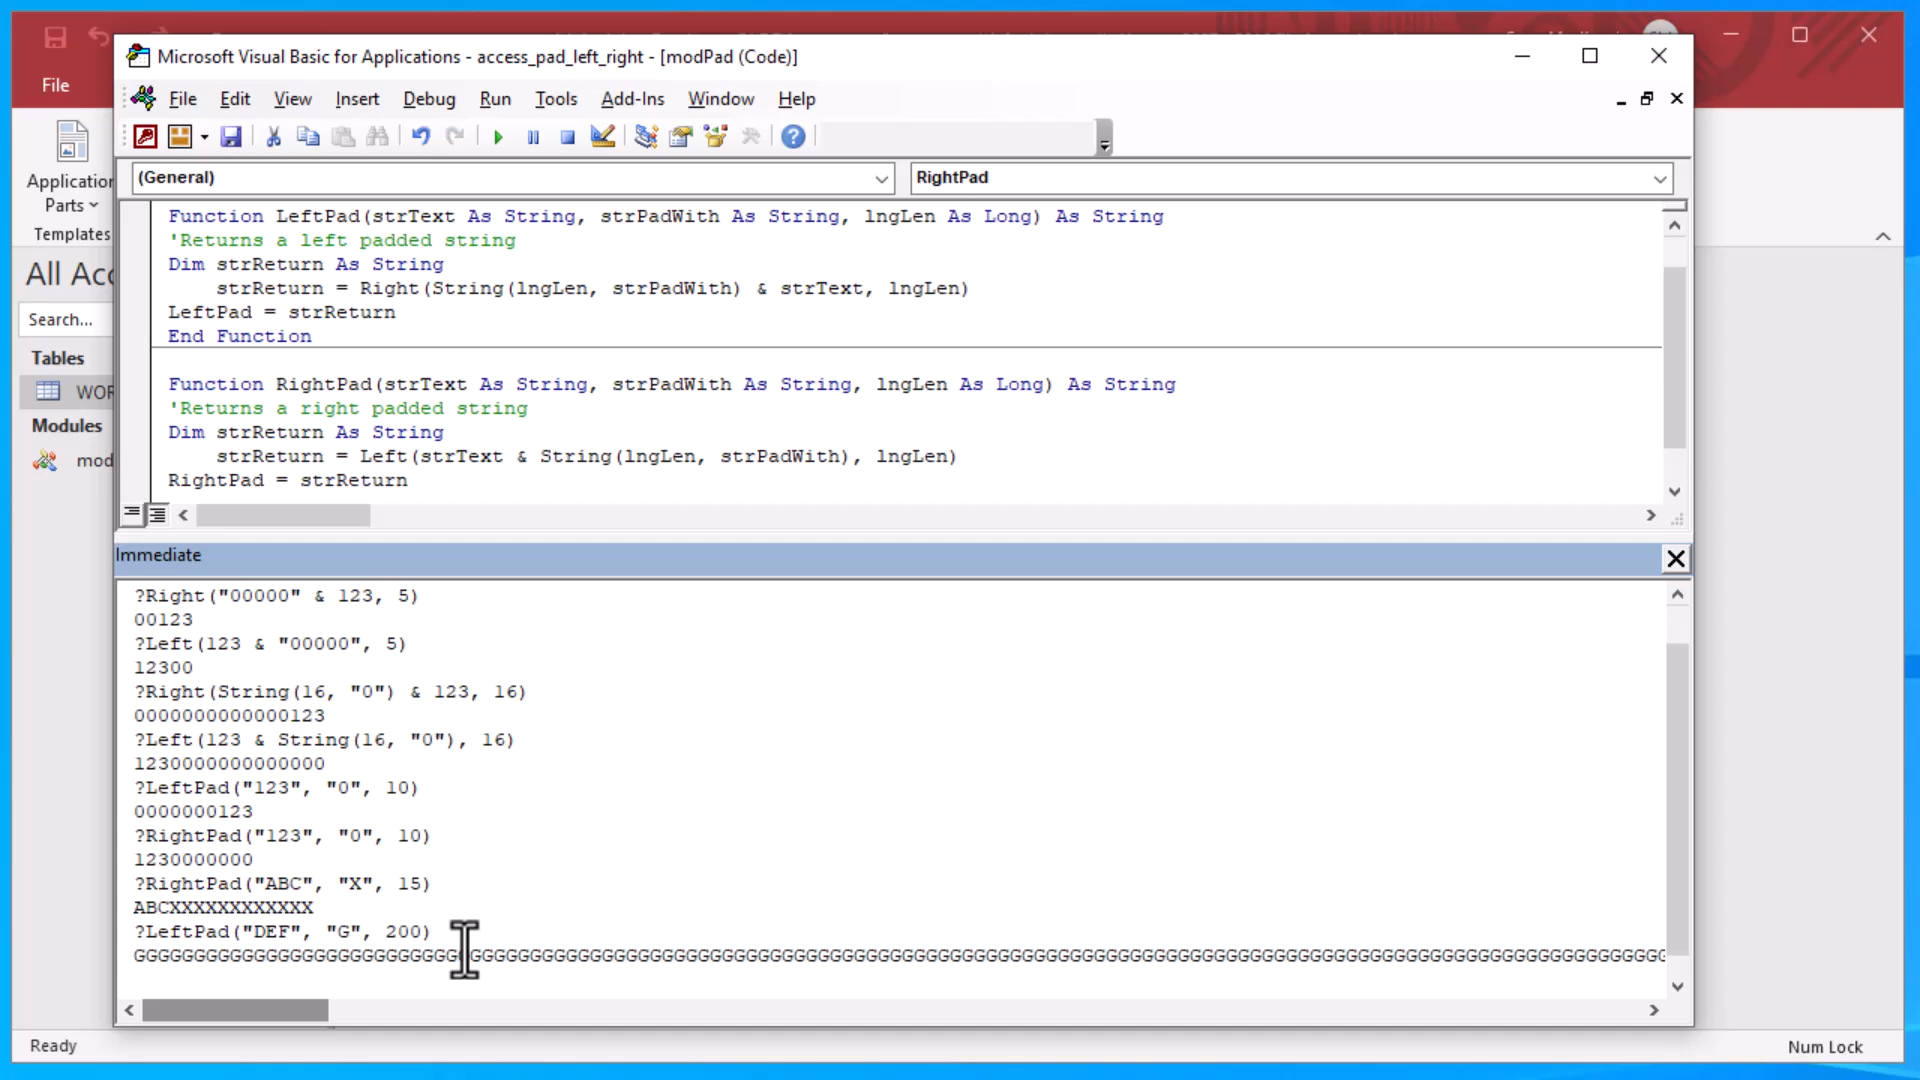 Microsoft Visual Basic for Applications - access_pad_left_right - [modPad (Code)]
File
File Edit View Insert Debug Run Tools Add-Ins Window Help
Application
Parts
Templates
(General)
RightPad
All Acc
Search...
Tables
WOR
Modules
mod
Function LeftPad(strText As String, strPadWith As String, lngLen As Long) As String
'Returns a left padded string
Dim strReturn As String
strReturn = Right(String(lngLen, strPadWith) & strText, lngLen)
LeftPad = strReturn
End Function
Function RightPad(strText As String, strPadWith As String, lngLen As Long) As String
'Returns a right padded string
Dim strReturn As String
strReturn = Left(strText & String(lngLen, strPadWith), lngLen)
RightPad = strReturn
Immediate
?Right("00000" & 123, 5)
00123
?Left(123 & "00000", 5)
12300
?Right(String(16, "0") & 123, 16)
0000000000000123
?Left(123 & String(16, "0"), 16)
1230000000000000
?LeftPad("123", "0", 10)
0000000123
?RightPad("123", "0", 10)
1230000000
?RightPad("ABC", "X", 15)
ABCXXXXXXXXXXXX
?LeftPad("DEF", "G", 200)
GGGGGGGGGGGGGGGGGGGGGGGGGGGGGGGGGGGGGGGGGGGGGGGGGGGGGGGGGGGGGGGGGGGGGGGGGGGGGGGGGGGGGGGGGGGGGGGGGGGGGGGGGGGGGGGGGGGGGGGGGGGGGGGG
Ready
Num Lock